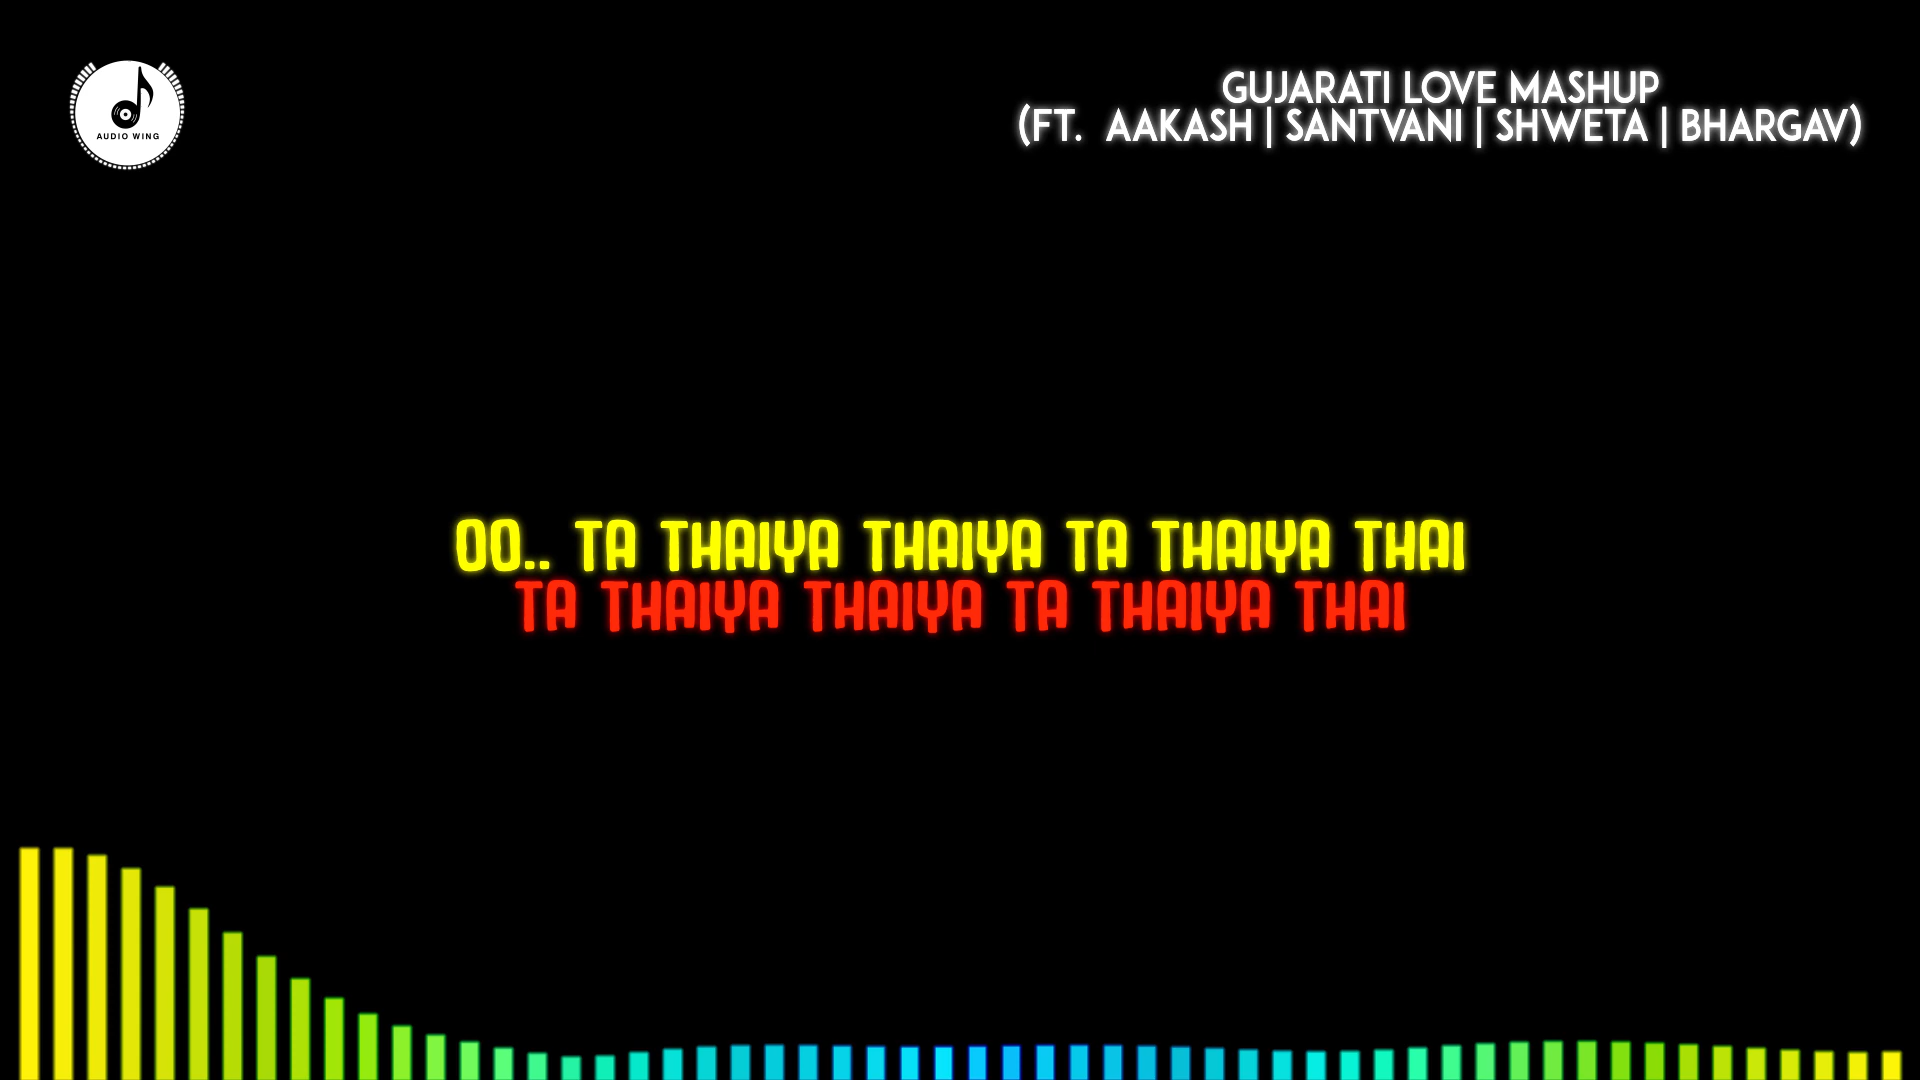 AUDIO WING
GUJARATI LOVE MASHUP
(FT. AAKASH | SANTVANI | SHWETA | BHARGAV)
OO.. TA THAIYA THAIYA TA THAIYA THAI
TA THAIYA THAIYA TA THAIYA THAI